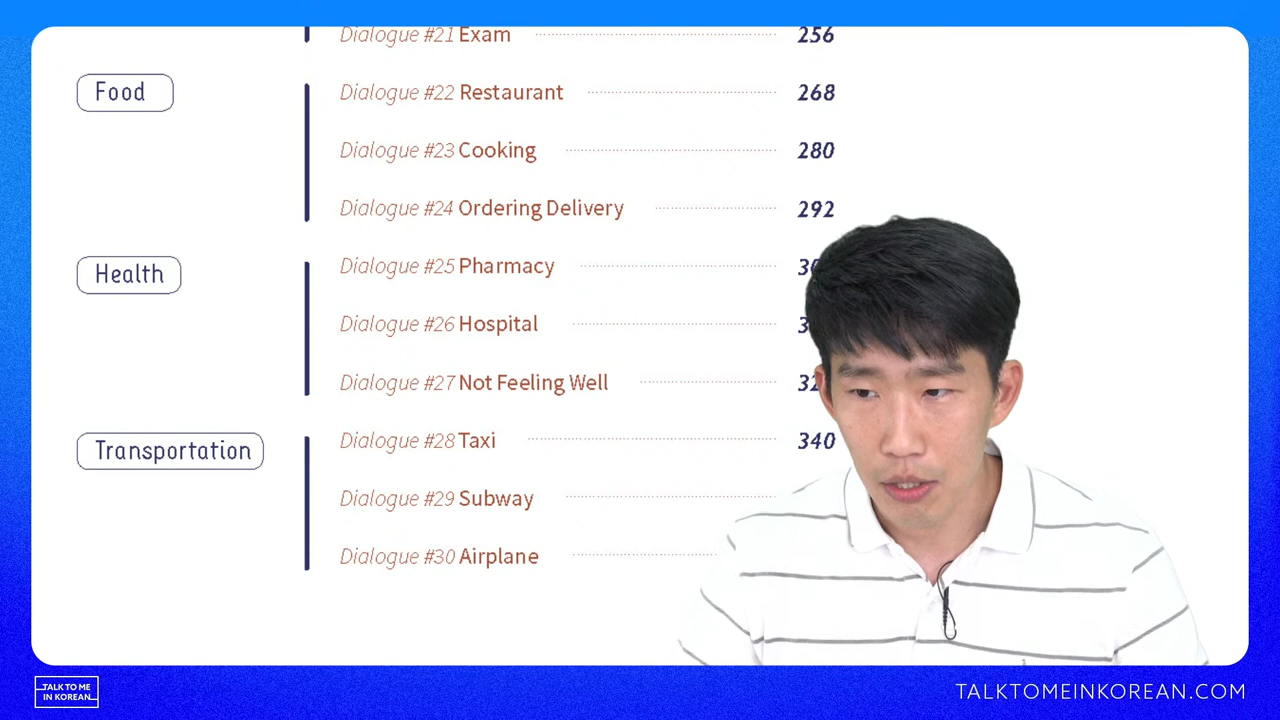 Dialogue #21 Exam 256
Food
Dialogue #22 Restaurant 268
Dialogue #23 Cooking 280
Dialogue #24 Ordering Delivery 292
Health
Dialogue #25 Pharmacy
Dialogue #26 Hospital
Dialogue #27 Not Feeling Well
Transportation
Dialogue #28 Taxi 340
Dialogue #29 Subway
Dialogue #30 Airplane
TALK TO ME
IN KOREAN
TALKTOMEINKOREAN.COM